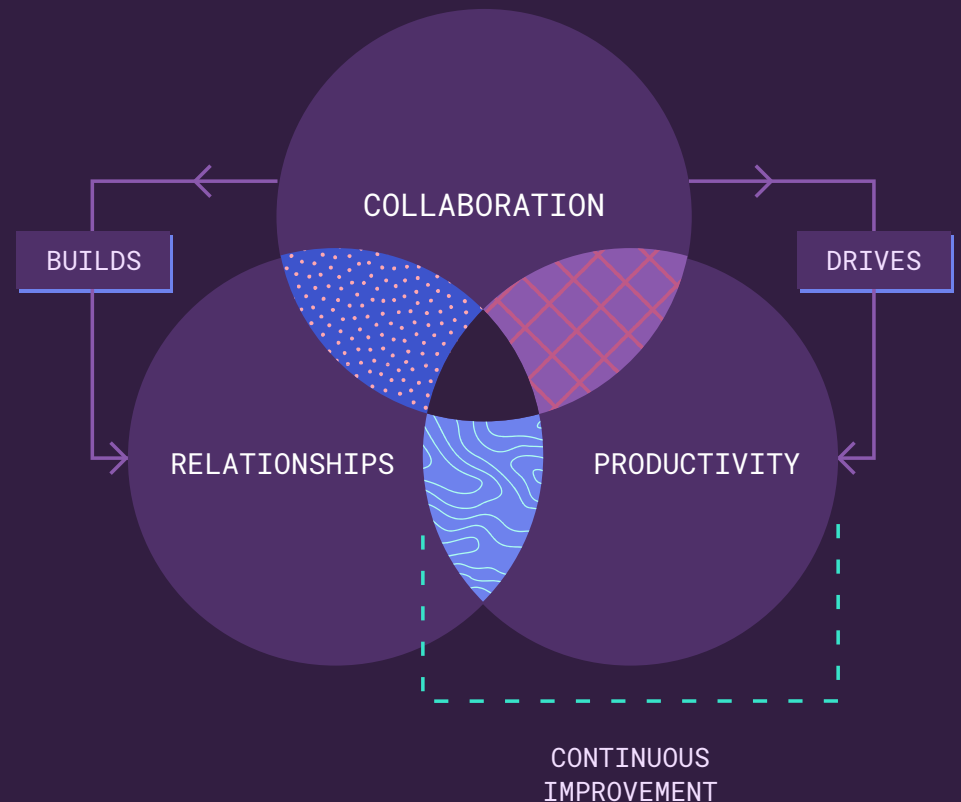 COLLABORATION
BUILDS
DRIVES
RELATIONSHIPS
PRODUCTIVITY
CONTINUOUS
IMPROVEMENT